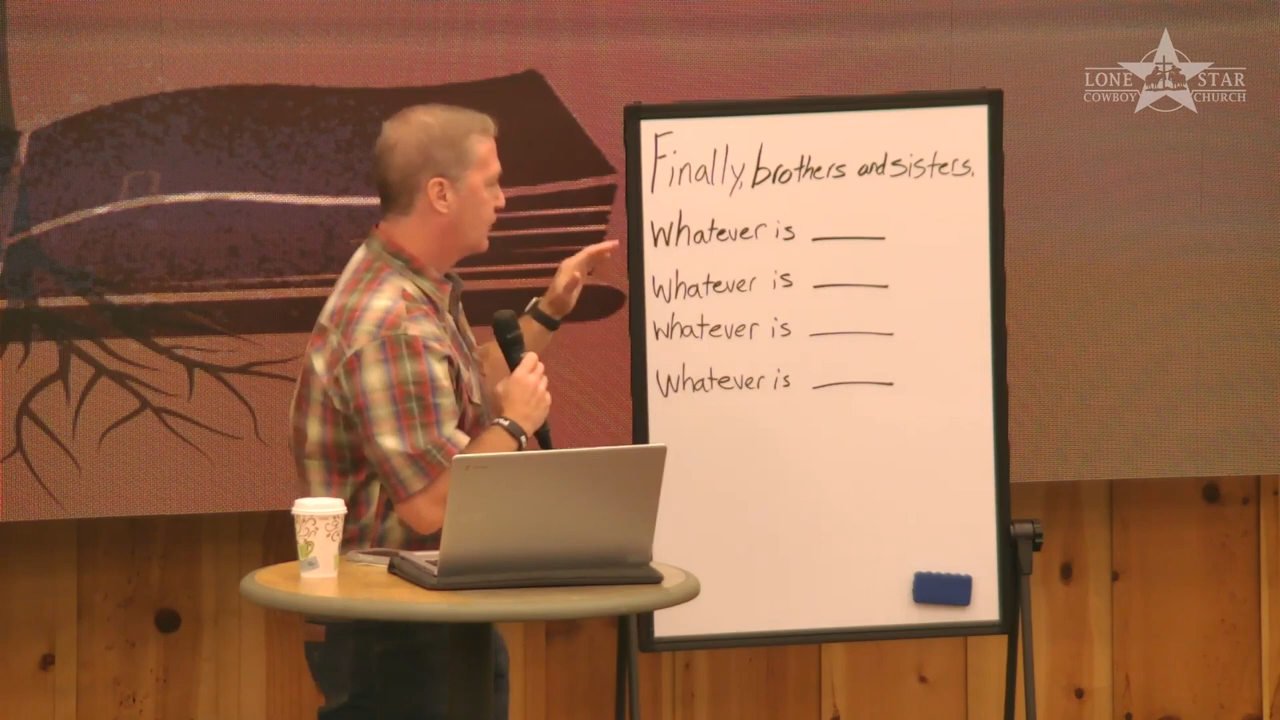 LONE STAR
COWBOY CHURCH
Finally, brothers and sisters.
Whatever is
Whatever is
Whatever is
Whatever is